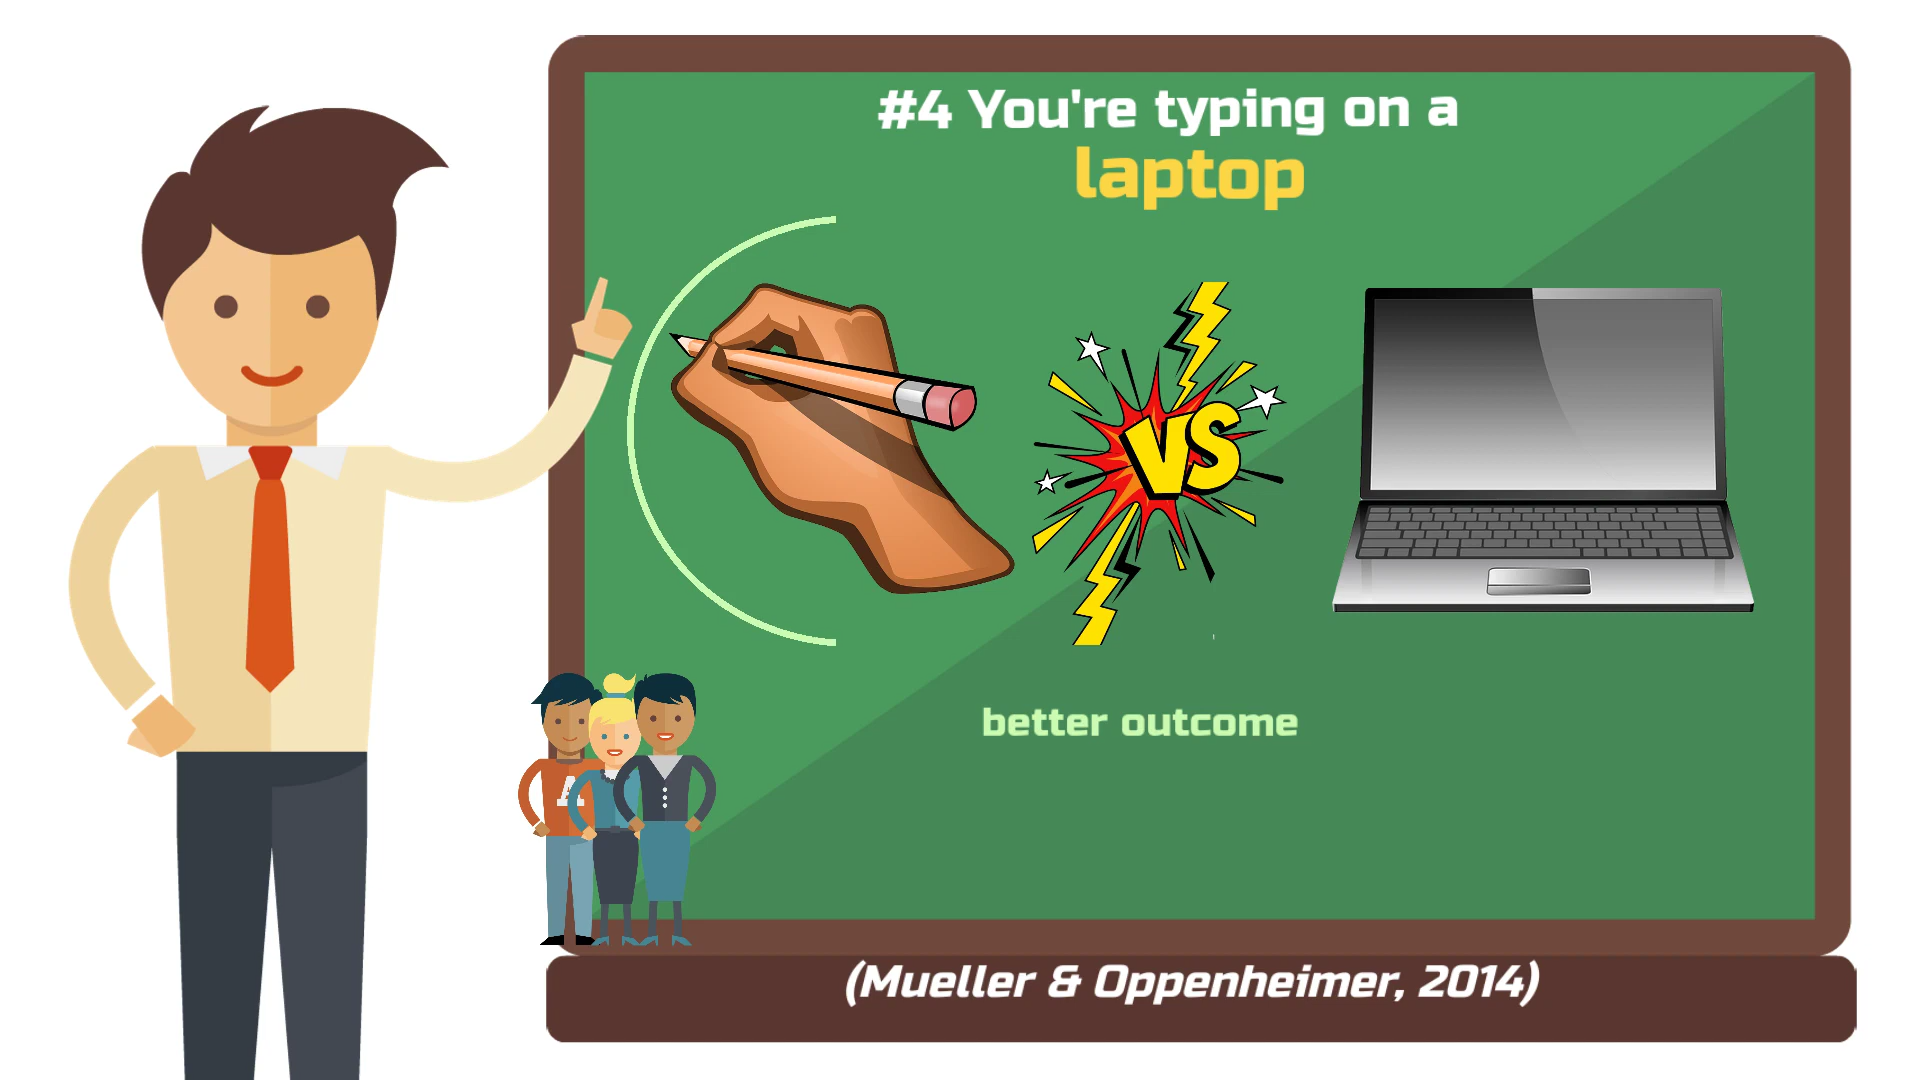 #4 You're typing on a
laptop
VS
better outcome
A
(Mueller & Oppenheimer, 2014)